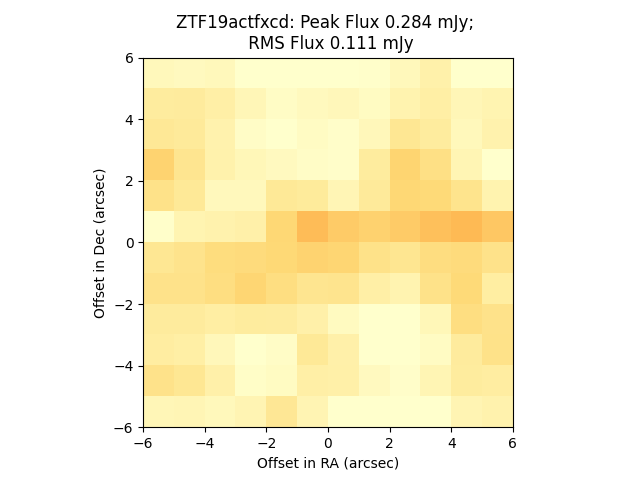 ZTF19actfxcd: Peak Flux 0.284 mJy;
RMS Flux 0.111 mJy
6
4
2
0
−2
−4
−6
Offset in Dec (arcsec)
−6 −4 −2 0 2 4 6
Offset in RA (arcsec)